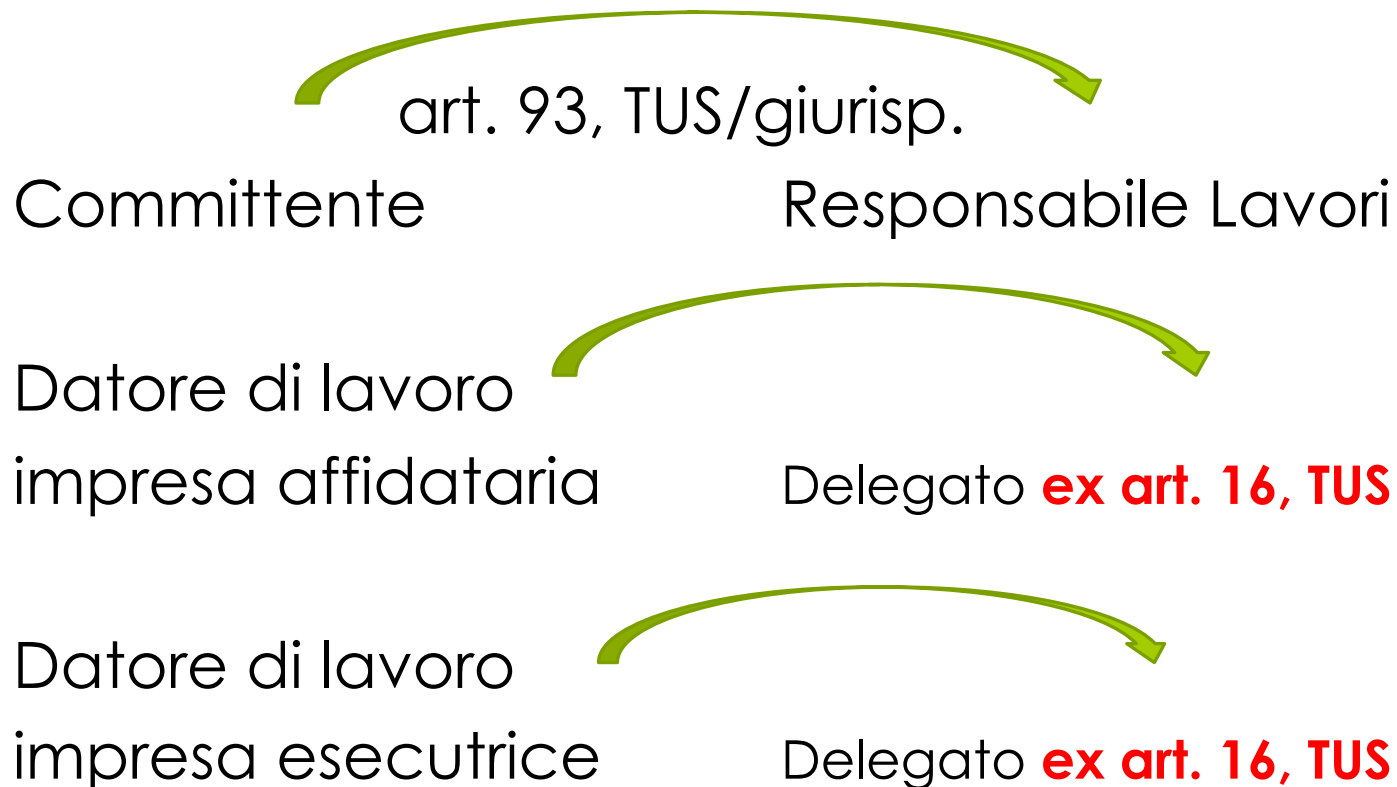 art. 93, TUS/giurisp.
Committente Responsabile Lavori
Datore di lavoro
impresa affidataria Delegato ex art. 16, TUS
Datore di lavoro
impresa esecutrice Delegato ex art. 16, TUS